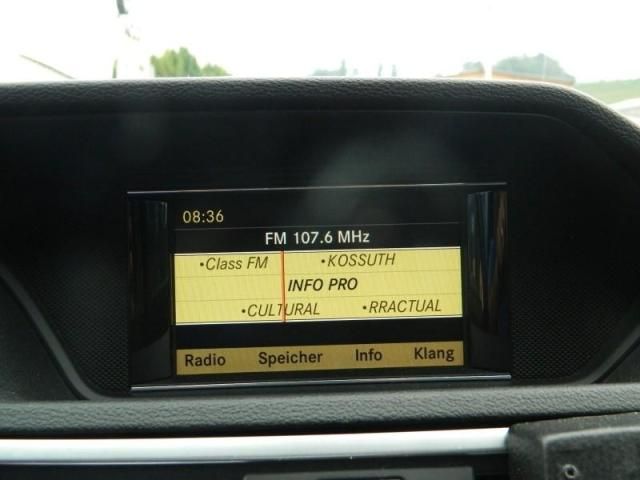 08:36
FM 107.6 MHz
•Class FM •KOSSUTH
INFO PRO
•CULTURAL •RRACTUAL
Radio Speicher Info Klang